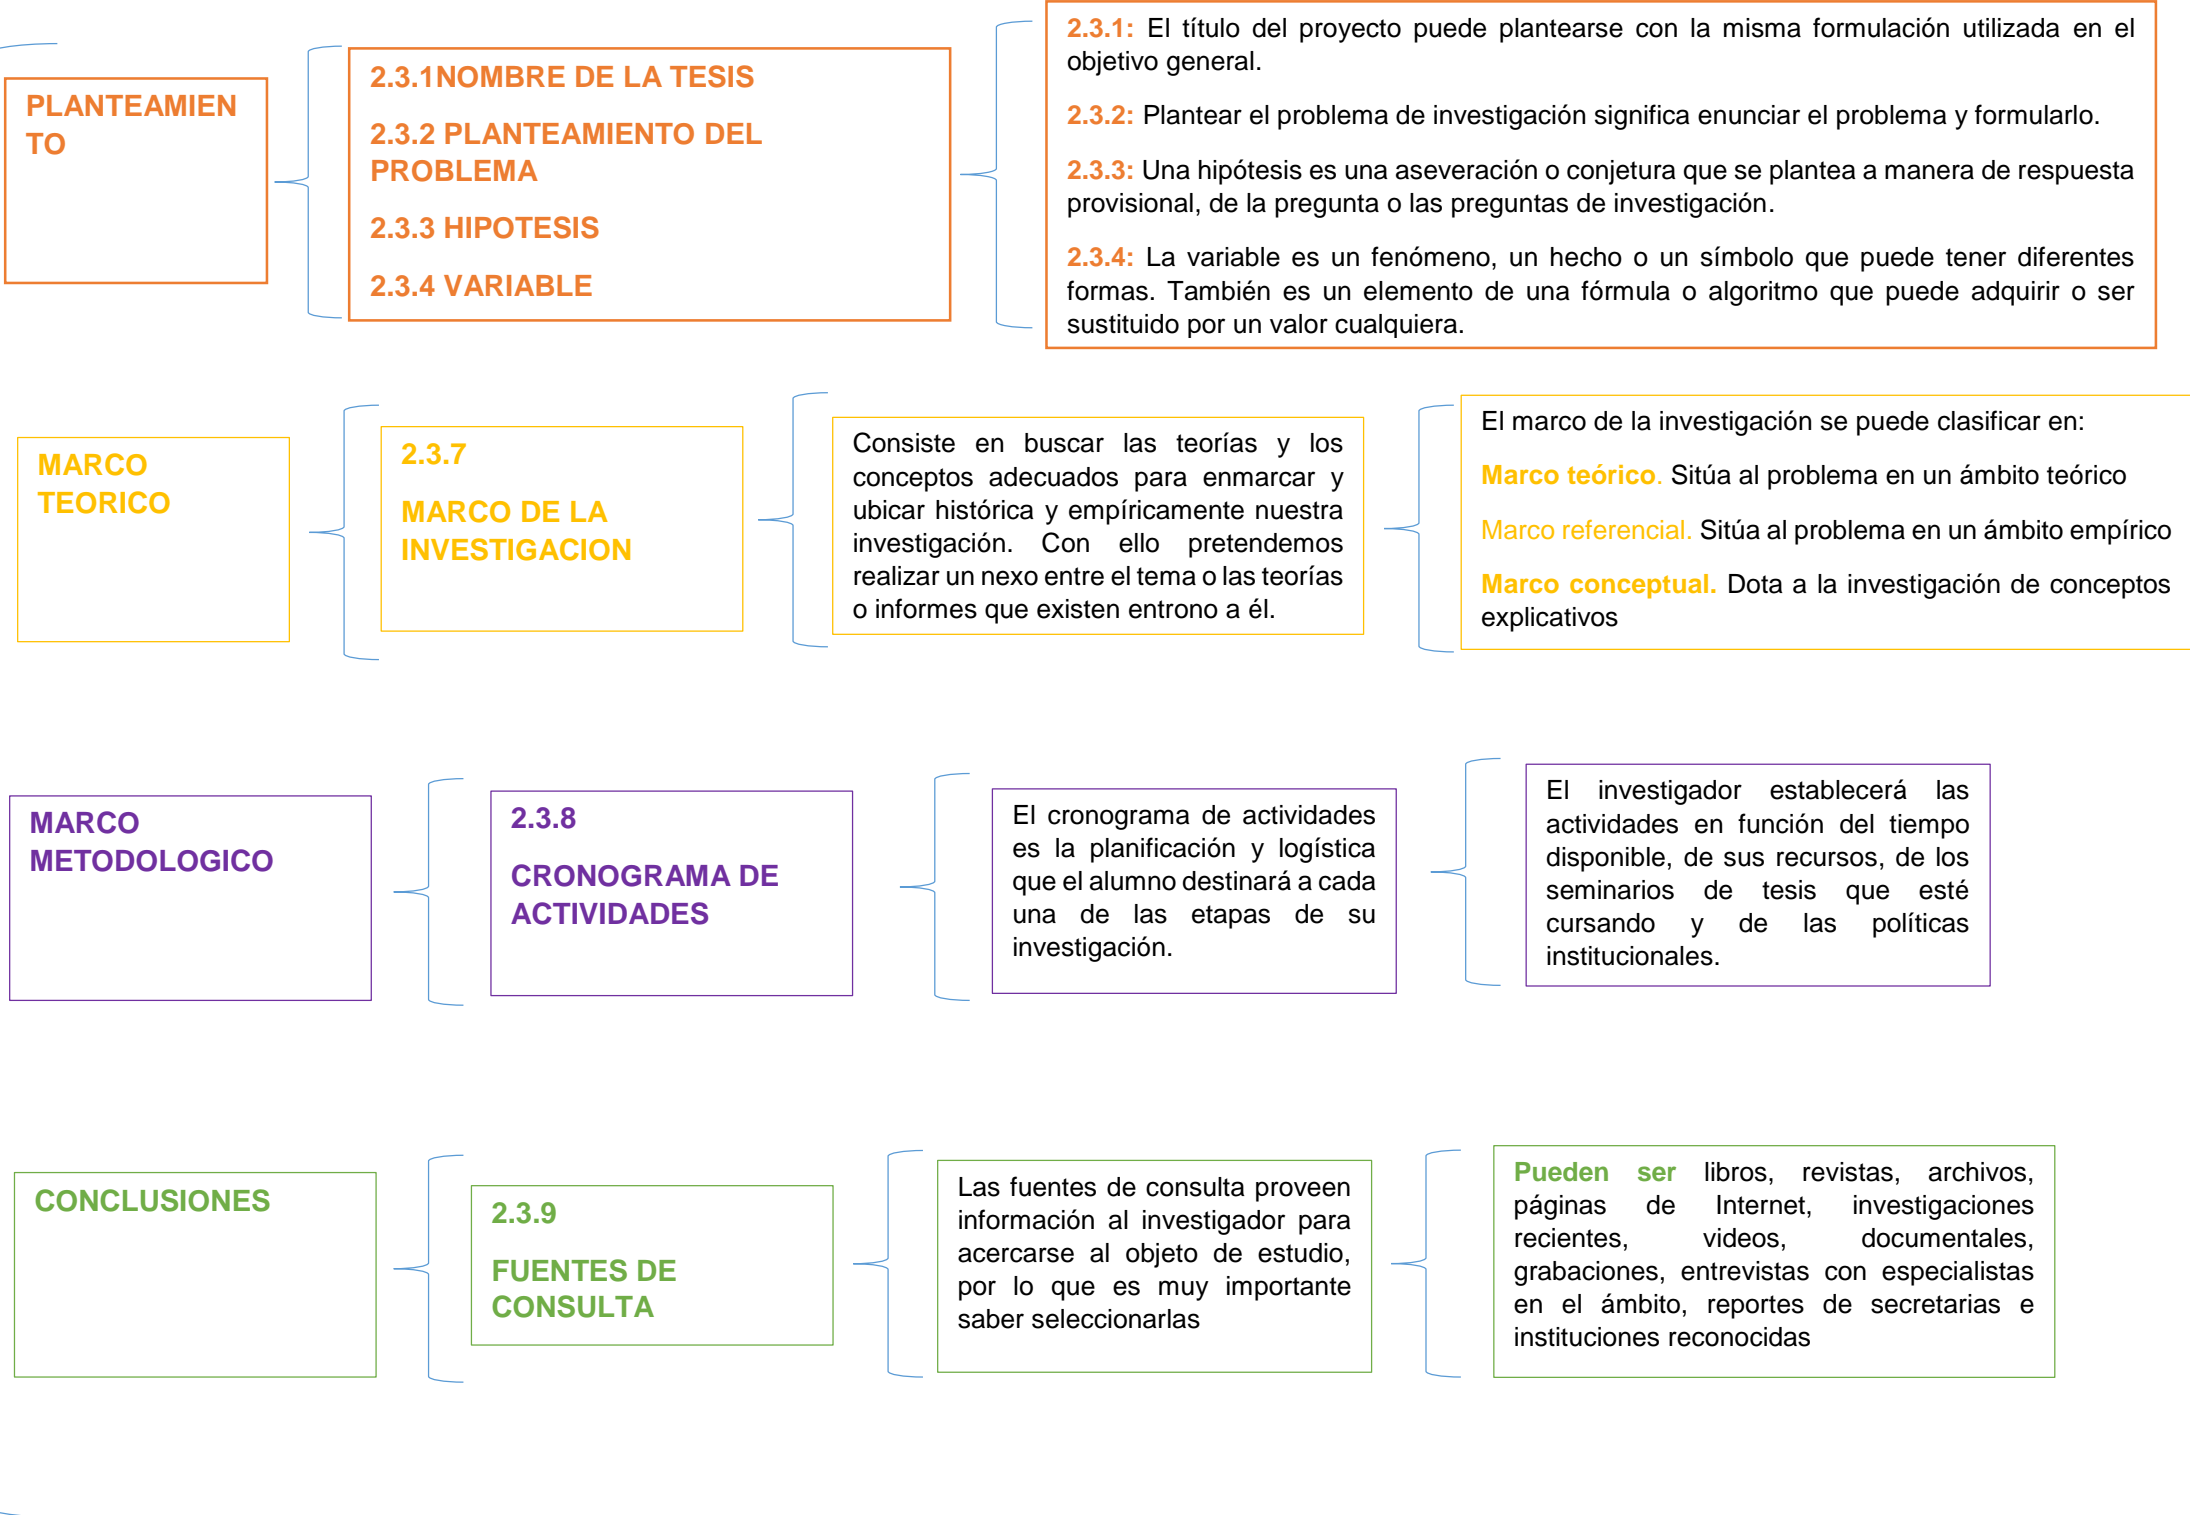 PLANTEAMIEN
TO
2.3.1NOMBRE DE LA TESIS
2.3.2 PLANTEAMIENTO DEL
PROBLEMA
2.3.3 HIPOTESIS
2.3.4 VARIABLE
2.3.1: El título del proyecto puede plantearse con la misma formulación utilizada en el
objetivo general.
2.3.2: Plantear el problema de investigación significa enunciar el problema y formularlo.
2.3.3: Una hipótesis es una aseveración o conjetura que se plantea a manera de respuesta
provisional, de la pregunta o las preguntas de investigación.
2.3.4: La variable es un fenómeno, un hecho o un símbolo que puede tener diferentes
formas. También es un elemento de una fórmula o algoritmo que puede adquirir o ser
sustituido por un valor cualquiera.
MARCO
TEORICO
2.3.7
MARCO DE LA
INVESTIGACION
Consiste en buscar las teorías y los
conceptos adecuados para enmarcar y
ubicar histórica y empíricamente nuestra
investigación. Con ello pretendemos
realizar un nexo entre el tema o las teorías
o informes que existen entrono a él.
El marco de la investigación se puede clasificar en:
Marco teórico. Sitúa al problema en un ámbito teórico
Marco referencial. Sitúa al problema en un ámbito empírico
Marco conceptual. Dota a la investigación de conceptos
explicativos
MARCO
METODOLOGICO
2.3.8
CRONOGRAMA DE
ACTIVIDADES
El cronograma de actividades
es la planificación y logística
que el alumno destinará a cada
una de las etapas de su
investigación.
El investigador establecerá las
actividades en función del tiempo
disponible, de sus recursos, de los
seminarios de tesis que esté
cursando y de las políticas
institucionales.
CONCLUSIONES
2.3.9
FUENTES DE
CONSULTA
Las fuentes de consulta proveen
información al investigador para
acercarse al objeto de estudio,
por lo que es muy importante
saber seleccionarlas
Pueden ser libros, revistas, archivos,
páginas de Internet, investigaciones
recientes, videos, documentales,
grabaciones, entrevistas con especialistas
en el ámbito, reportes de secretarias e
instituciones reconocidas